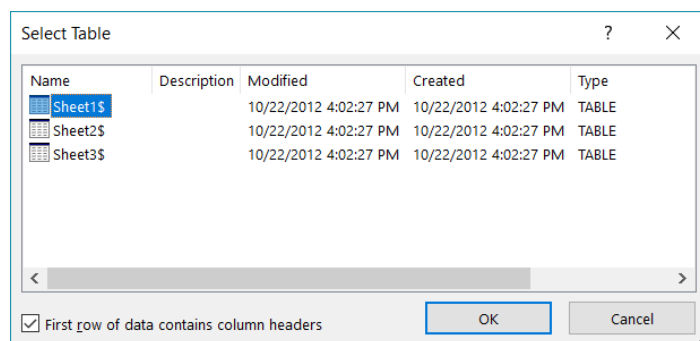 Select Table
Name Description Modified Created Type
Sheet1$ 10/22/2012 4:02:27 PM 10/22/2012 4:02:27 PM TABLE
Sheet2$ 10/22/2012 4:02:27 PM 10/22/2012 4:02:27 PM TABLE
Sheet3$ 10/22/2012 4:02:27 PM 10/22/2012 4:02:27 PM TABLE
First row of data contains column headers OK Cancel